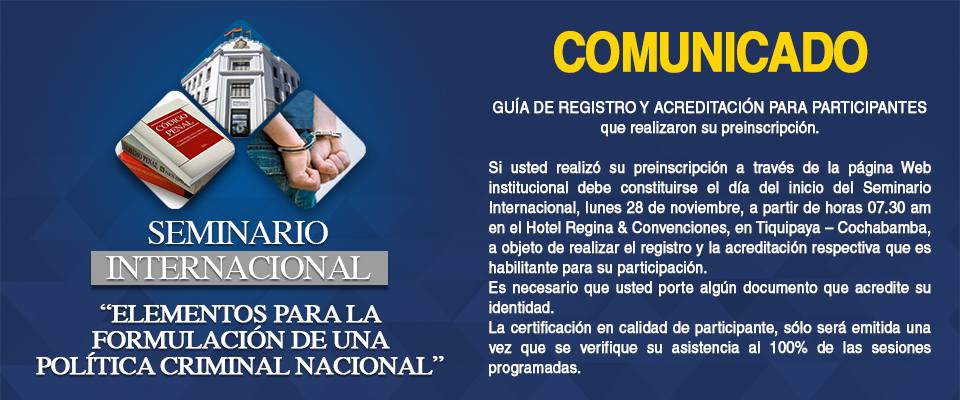 CÓDIGO
PENAL
SEMINARIO
INTERNACIONAL
“ELEMENTOS PARA LA
FORMULACIÓN DE UNA
POLÍTICA CRIMINAL NACIONAL”
COMUNICADO
GUÍA DE REGISTRO Y ACREDITACIÓN PARA PARTICIPANTES
que realizaron su preinscripción.
Si usted realizó su preinscripción a través de la página Web
institucional debe constituirse el día del inicio del Seminario
Internacional, lunes 28 de noviembre, a partir de horas 07.30 am
en el Hotel Regina & Convenciones, en Tiquipaya – Cochabamba,
a objeto de realizar el registro y la acreditación respectiva que es
habilitante para su participación.
Es necesario que usted porte algún documento que acredite su
identidad.
La certificación en calidad de participante, sólo será emitida una
vez que se verifique su asistencia al 100% de las sesiones
programadas.